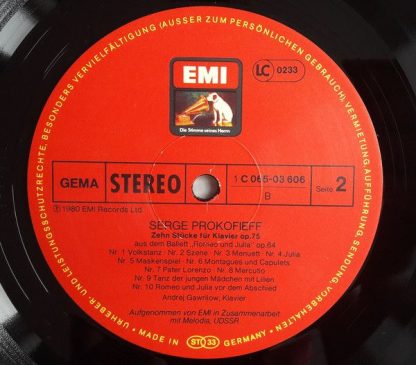 URHEBER- UND LEISTUNGSSCHUTZRECHTE, BESONDERS VERVIELFÄLTIGUNG (AUSSER ZUM PERSÖNLICHEN GEBRAUCH), VERMIETUNG, AUFFÜHRUNG, SENDUNG, VORBEHALTEN!
EMI
LC 0233
Die Stimme seines Herrn
GEMA
STEREO
1 C 065-03 606
B
Seite 2
Ⓟ 1980 EMI Records Ltd
SERGE PROKOFIEFF
Zehn Stücke für Klavier op.75
aus dem Ballett „Romeo und Julia“ op.64
Nr. 1 Volkstanz · Nr. 2 Szene · Nr. 3 Menuett · Nr. 4 Julia
Nr. 5 Maskenspiel · Nr. 6 Montagues und Capulets
Nr. 7 Pater Lorenzo · Nr. 8 Mercutio
Nr. 9 Tanz der jungen Mädchen mit Lilien
Nr. 10 Romeo und Julia vor dem Abschied
Andrej Gawrilow, Klavier
Aufgenommen von EMI in Zusammenarbeit
mit Melodia, UDSSR
MADE IN GERMANY
ST 33